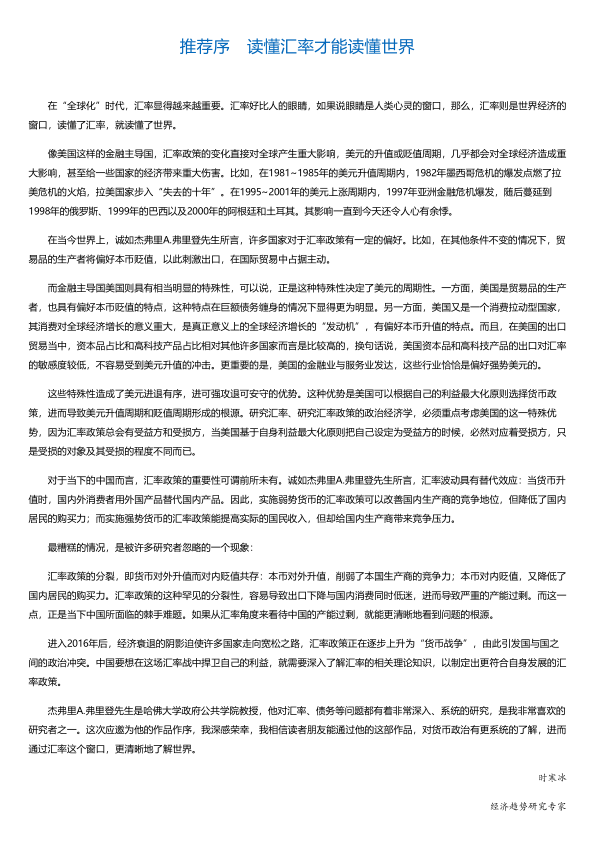 推荐序　读懂汇率才能读懂世界
在“全球化”时代，汇率显得越来越重要。汇率好比人的眼睛，如果说眼睛是人类心灵的窗口，那么，汇率则是世界经济的
窗口，读懂了汇率，就读懂了世界。
像美国这样的金融主导国，汇率政策的变化直接对全球产生重大影响，美元的升值或贬值周期，几乎都会对全球经济造成重
大影响，甚至给一些国家的经济带来重大伤害。比如，在1981~1985年的美元升值周期内，1982年墨西哥危机的爆发点燃了拉
美危机的火焰，拉美国家步入“失去的十年”。在1995~2001年的美元上涨周期内，1997年亚洲金融危机爆发，随后蔓延到
1998年的俄罗斯、1999年的巴西以及2000年的阿根廷和土耳其。其影响一直到今天还令人心有余悸。
在当今世界上，诚如杰弗里A.弗里登先生所言，许多国家对于汇率政策有一定的偏好。比如，在其他条件不变的情况下，贸
易品的生产者将偏好本币贬值，以此刺激出口，在国际贸易中占据主动。
而金融主导国美国则具有相当明显的特殊性，可以说，正是这种特殊性决定了美元的周期性。一方面，美国是贸易品的生产
者，也具有偏好本币贬值的特点，这种特点在巨额债务缠身的情况下显得更为明显。另一方面，美国又是一个消费拉动型国家，
其消费对全球经济增长的意义重大，是真正意义上的全球经济增长的“发动机”，有偏好本币升值的特点。而且，在美国的出口
贸易当中，资本品占比和高科技产品占比相对其他许多国家而言是比较高的，换句话说，美国资本品和高科技产品的出口对汇率
的敏感度较低，不容易受到美元升值的冲击。更重要的是，美国的金融业与服务业发达，这些行业恰恰是偏好强势美元的。
这些特殊性造成了美元进退有序，进可强攻退可安守的优势。这种优势是美国可以根据自己的利益最大化原则选择货币政
策，进而导致美元升值周期和贬值周期形成的根源。研究汇率、研究汇率政策的政治经济学，必须重点考虑美国的这一特殊优
势，因为汇率政策总会有受益方和受损方，当美国基于自身利益最大化原则把自己设定为受益方的时候，必然对应着受损方，只
是受损的对象及其受损的程度不同而已。
对于当下的中国而言，汇率政策的重要性可谓前所未有。诚如杰弗里A.弗里登先生所言，汇率波动具有替代效应：当货币升
值时，国内外消费者用外国产品替代国内产品。因此，实施弱势货币的汇率政策可以改善国内生产商的竞争地位，但降低了国内
居民的购买力；而实施强势货币的汇率政策能提高实际的国民收入，但却给国内生产商带来竞争压力。
最糟糕的情况，是被许多研究者忽略的一个现象：
汇率政策的分裂，即货币对外升值而对内贬值共存：本币对外升值，削弱了本国生产商的竞争力；本币对内贬值，又降低了
国内居民的购买力。汇率政策的这种罕见的分裂性，容易导致出口下降与国内消费同时低迷，进而导致严重的产能过剩。而这一
点，正是当下中国所面临的棘手难题。如果从汇率角度来看待中国的产能过剩，就能更清晰地看到问题的根源。
进入2016年后，经济衰退的阴影迫使许多国家走向宽松之路，汇率政策正在逐步上升为“货币战争”，由此引发国与国之
间的政治冲突。中国要想在这场汇率战中捍卫自己的利益，就需要深入了解汇率的相关理论知识，以制定出更符合自身发展的汇
率政策。
杰弗里A.弗里登先生是哈佛大学政府公共学院教授，他对汇率、债务等问题都有着非常深入、系统的研究，是我非常喜欢的
研究者之一。这次应邀为他的作品作序，我深感荣幸，我相信读者朋友能通过他的这部作品，对货币政治有更系统的了解，进而
通过汇率这个窗口，更清晰地了解世界。
时寒冰
经济趋势研究专家